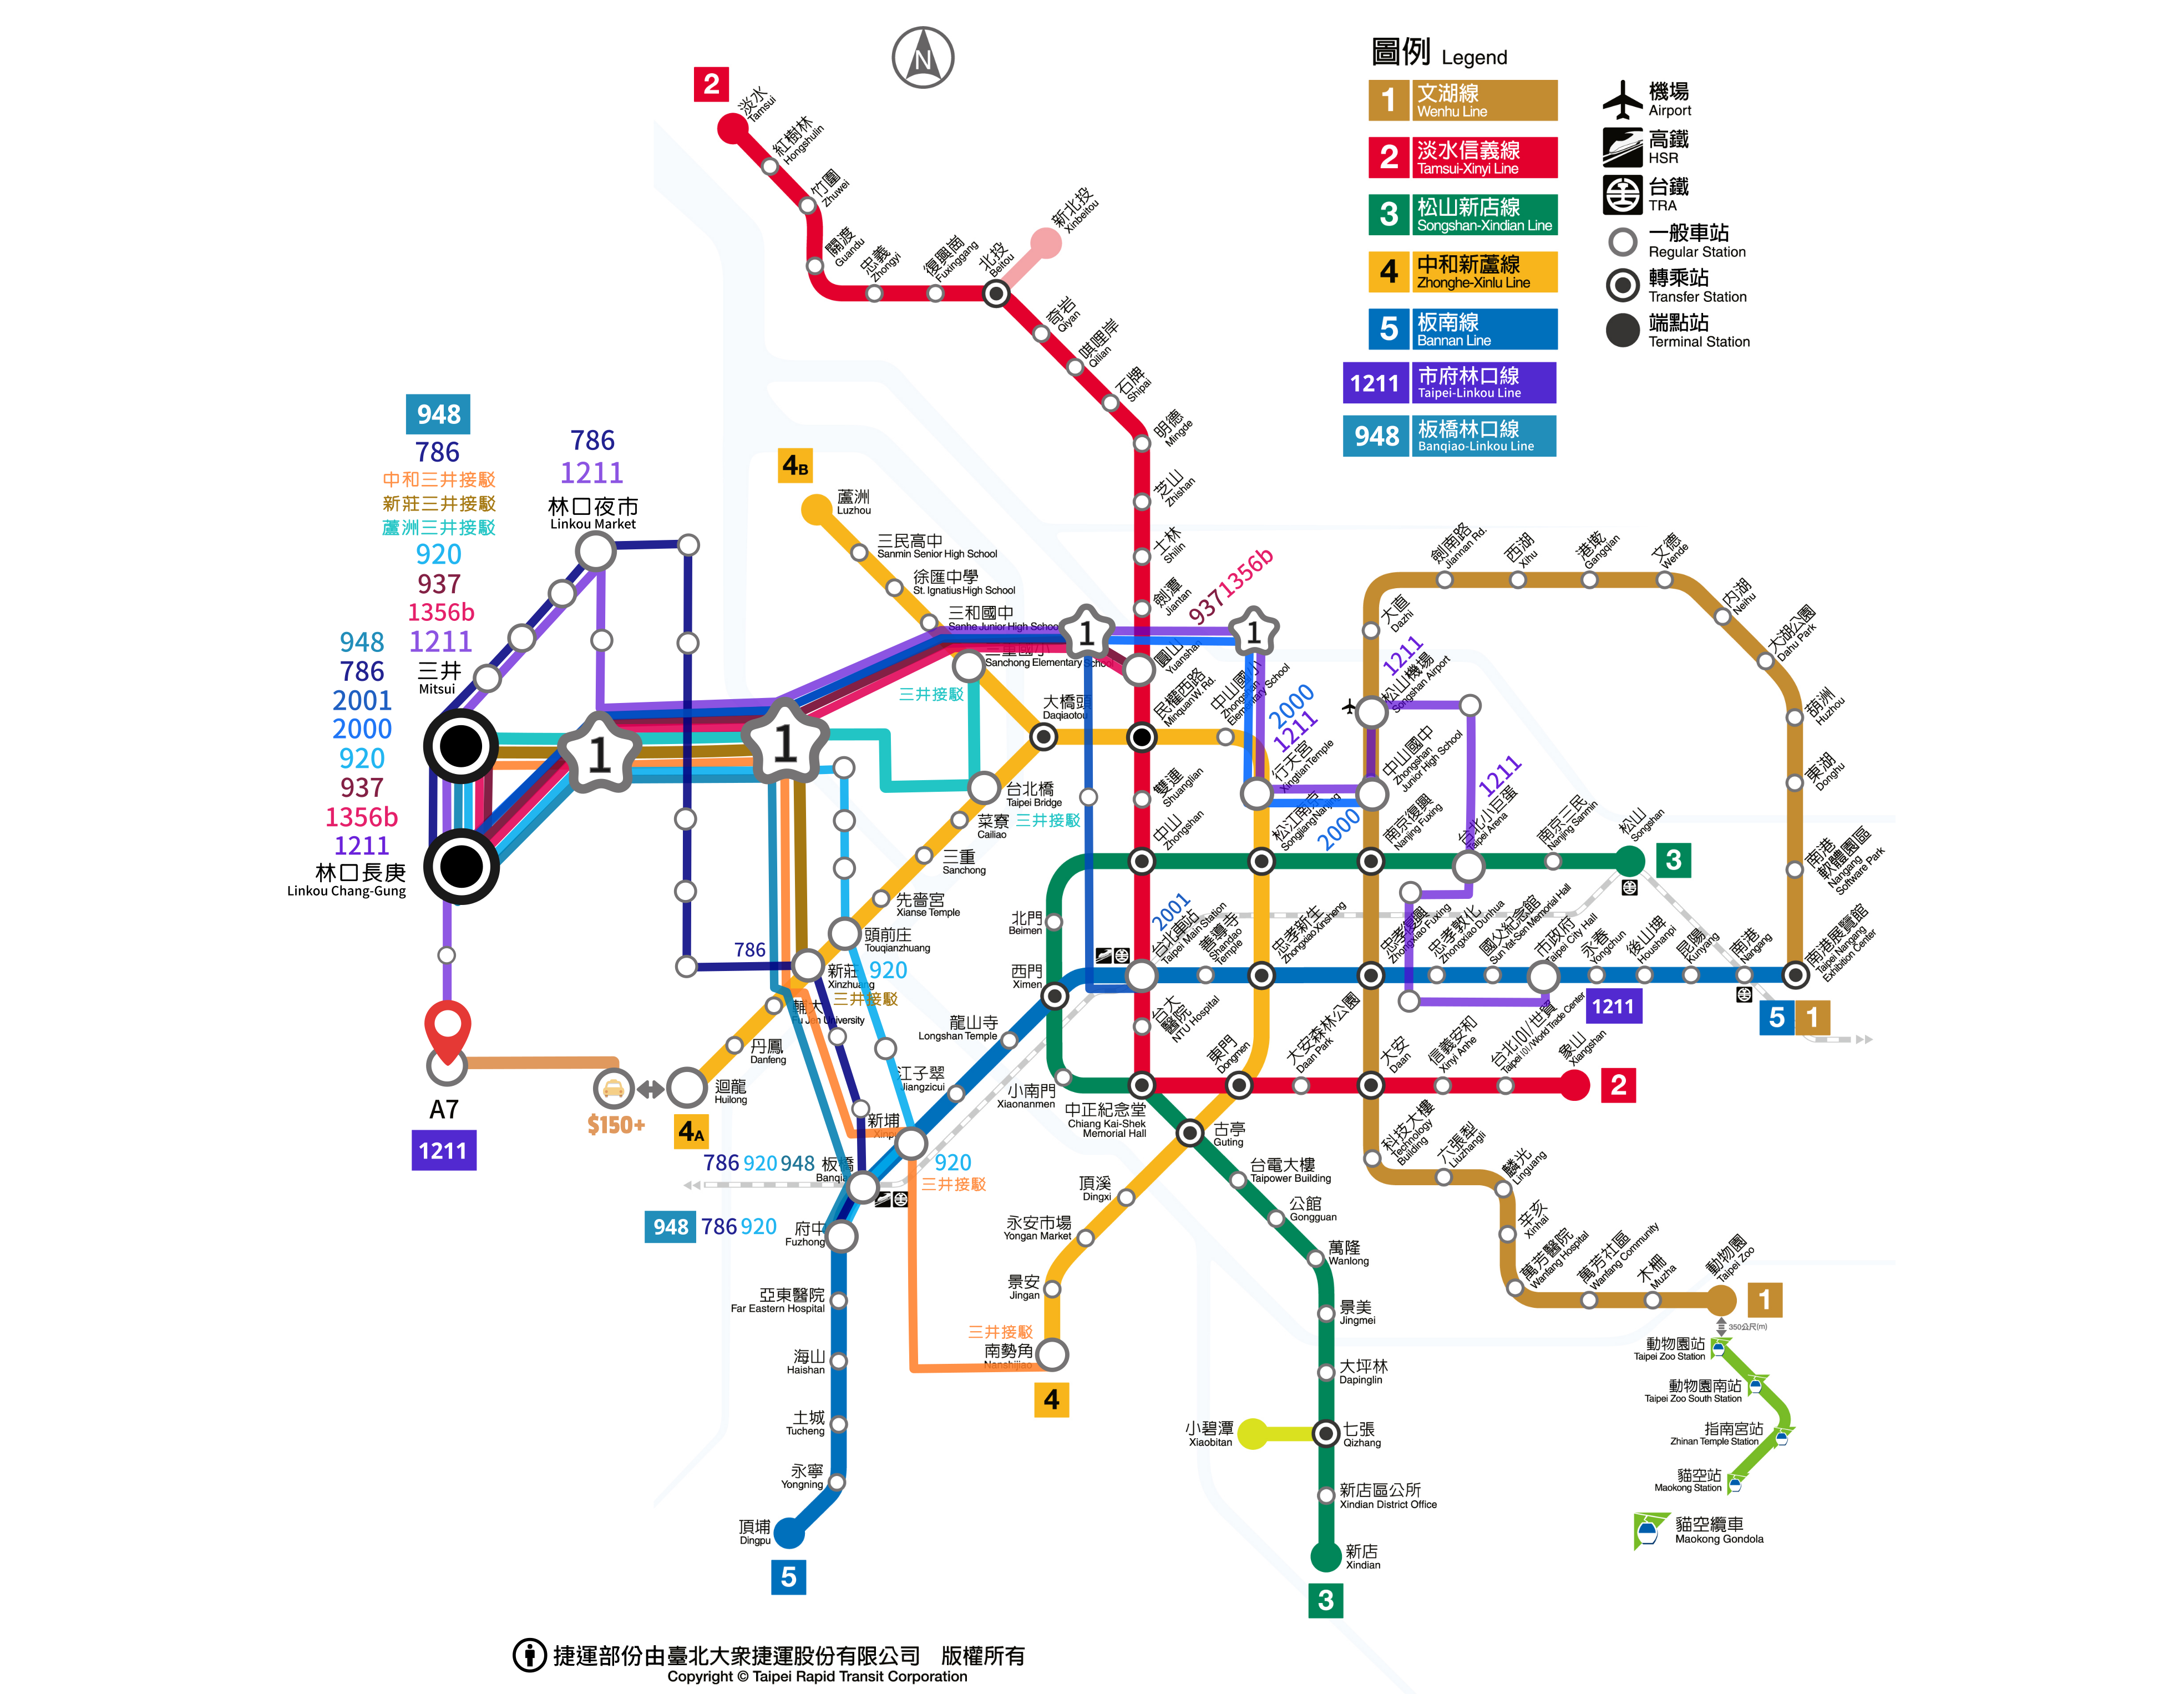 N
圖例 Legend
1 文湖線
Wenhu Line
2 淡水信義線
Tamsui-Xinyi Line
3 松山新店線
Songshan-Xindian Line
4 中和新蘆線
Zhonghe-Xinlu Line
5 板南線
Bannan Line
1211 市府林口線
Taipei-Linkou Line
948 板橋林口線
Banqiao-Linkou Line
機場
Airport
高鐵
HSR
台鐵
TRA
一般車站
Regular Station
轉乘站
Transfer Station
端點站
Terminal Station
2
淡水
Tamsui
紅樹林
Hongshulin
竹圍
Zhuwei
關渡
Guandu
忠義
Zhongyi
復興崗
Fuxinggang
北投
Beitou
新北投
Xinbeitou
奇岩
Qiyan
唭哩岸
Qilian
石牌
Shipai
明德
Mingde
芝山
Zhishan
士林
Shilin
劍潭
Jiantan
圓山
Yuanshan
民權西路
MinquanW. Rd.
雙連
Shuanglian
中山
Zhongshan
948
786
中和三井接駁
新莊三井接駁
蘆洲三井接駁
920
937
1356b
1211
三井
Mitsui
786
1211
林口夜市
Linkou Market
948
786
2001
2000
920
937
1356b
1211
林口長庚
Linkou Chang-Gung
1
1
1
1
A7
1211
$150+
4B
蘆洲
Luzhou
三民高中
Sanmin Senior High School
徐匯中學
St. Ignatius High School
三和國中
Sanhe Junior High School
三重國小
Sanchong Elementary School
三井接駁
大橋頭
Daqiaotou
台北橋
Taipei Bridge
菜寮
Cailiao
三井接駁
三重
Sanchong
先嗇宮
Xianse Temple
頭前庄
Touqianzhuang
786
新莊
Xinzhuang
920
三井接駁
輔大
Fu Jen University
丹鳳
Danfeng
迴龍
Huilong
4A
937 1356b
中山國小
Zhongshan Elementary School
2000
1211
行天宮
XingtianTemple
松江南京
SongjiangNanjing
2000
1211
大直
Dazhi
劍南路
Jiannan Rd.
西湖
Xihu
港墘
Gangqian
文德
Wende
內湖
Neihu
大湖公園
Dahu Park
葫洲
Huzhou
東湖
Donghu
南港
軟體園區
Nangang
Software Park
南港展覽館
Taipei Nangang
Exhibition Center
松山機場
Songshan Airport
中山國中
Zhongshan
Junior High School
南京復興
Nanjing Fuxing
1211
台北小巨蛋
Taipei Arena
南京三民
Nanjing Sanmin
松山
Songshan
3
北門
Beimen
西門
Ximen
2001
台北車站
Taipei Main Station
善導寺
Shandao
Temple
忠孝新生
Zhongxiao Xinsheng
忠孝復興
Zhongxiao Fuxing
忠孝敦化
Zhongxiao Dunhua
國父紀念館
Sun Yat-Sen Memorial Hall
市政府
Taipei City Hall
永春
Yongchun
後山埤
Houshanpi
昆陽
Kunyang
南港
Nangang
1211
5 1
龍山寺
Longshan Temple
江子翠
Jiangzicui
新埔
Xinp
786 920 948 板橋
Banqia
920
三井接駁
948 786 920 府中
Fuzhong
亞東醫院
Far Eastern Hospital
海山
Haishan
土城
Tucheng
永寧
Yongning
頂埔
Dingpu
5
台大
醫院
NTU Hospital
小南門
Xiaonanmen
中正紀念堂
Chiang Kai-Shek
Memorial Hall
東門
Dongmen
大安森林公園
Daan Park
大安
Daan
信義安和
Xinyi Anhe
台北101/世貿
Taipei 101/World Trade Center
象山
Xiangshan
2
古亭
Guting
頂溪
Dingxi
永安市場
Yongan Market
景安
Jingan
三井接駁
南勢角
Nanshijiao
4
台電大樓
Taipower Building
公館
Gongguan
萬隆
Wanlong
景美
Jingmei
大坪林
Dapinglin
小碧潭
Xiaobitan
七張
Qizhang
新店區公所
Xindian District Office
新店
Xindian
3
科技大樓
Technology
Building
六張犁
Liuzhangli
麟光
Linguang
辛亥
Xinhai
萬芳醫院
Wanfang Hospital
萬芳社區
Wanfang Community
木柵
Muzha
動物園
Taipei Zoo
1
350公尺(m)
動物園站
Taipei Zoo Station
動物園南站
Taipei Zoo South Station
指南宮站
Zhinan Temple Station
貓空站
Maokong Station
貓空纜車
Maokong Gondola
捷運部份由臺北大眾捷運股份有限公司 版權所有
Copyright © Taipei Rapid Transit Corporation